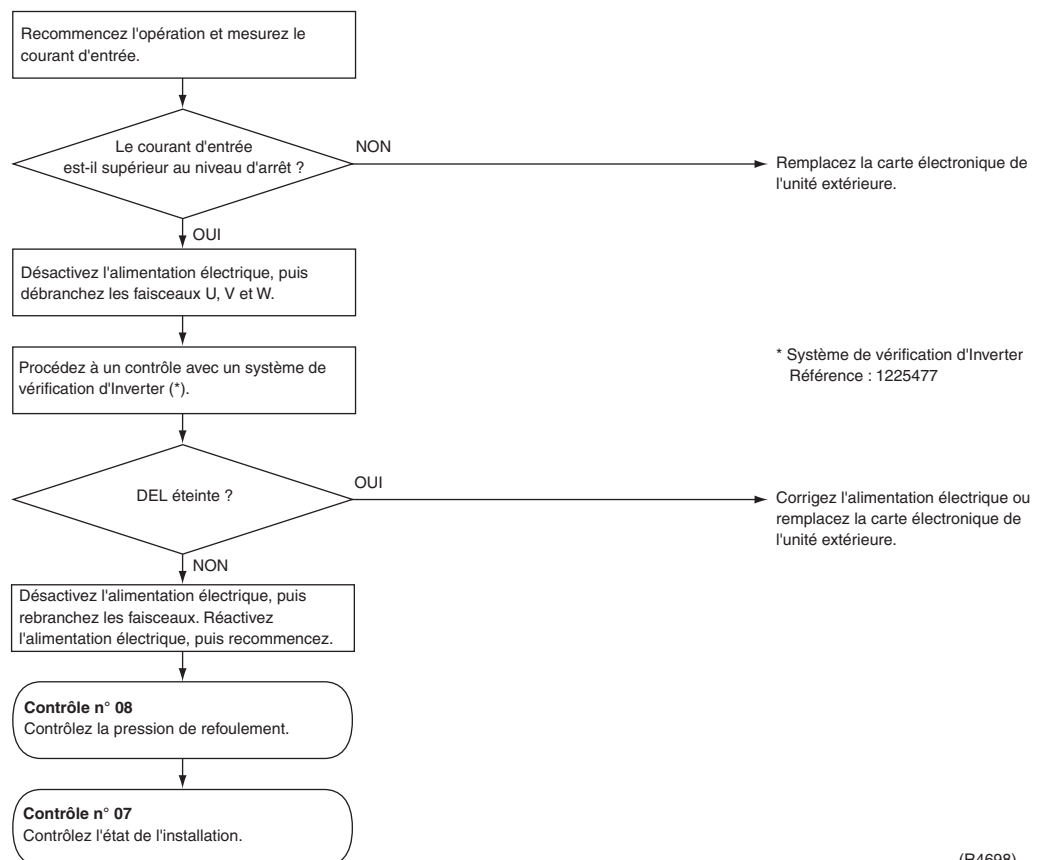 Recommencez l'opération et mesurez le
courant d'entrée.
Le courant d'entrée
est-il supérieur au niveau d'arrêt ?
NON
Remplacez la carte électronique de
l'unité extérieure.
OUI
Désactivez l'alimentation électrique, puis
débranchez les faisceaux U, V et W.
Procédez à un contrôle avec un système de
vérification d'Inverter (*).
* Système de vérification d'Inverter
Référence : 1225477
DEL éteinte ?
OUI
Corrigez l'alimentation électrique ou
remplacez la carte électronique de
l'unité extérieure.
NON
Désactivez l'alimentation électrique, puis
rebranchez les faisceaux. Réactivez
l'alimentation électrique, puis recommencez.
Contrôle n° 08
Contrôlez la pression de refoulement.
Contrôle n° 07
Contrôlez l'état de l'installation.
(R4698)